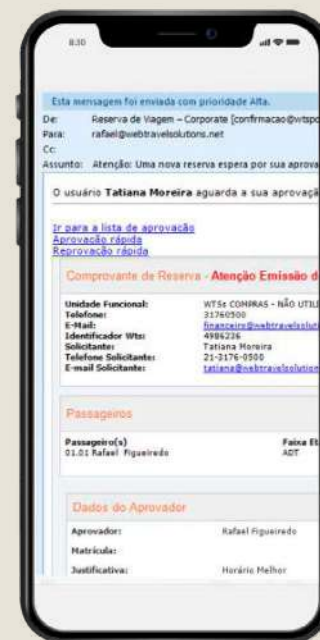 8:30
Esta mensagem foi enviada com prioridade Alta.
De: Reserva de Viagem – Corporate [confirmacao@wtspo
Para: rafael@webtravelsolutions.net
Cc:
Assunto: Atenção: Uma nova reserva espera por sua aprova
O usuário Tatiana Moreira aguarda a sua aprovaçã
Ir para a lista de aprovação
Aprovação rápida
Reprovação rápida
Comprovante de Reserva - Atenção Emissão d
Unidade Funcional: WTSs COMPRAS - NÃO UTILI
Telefone: 31760500
E-Mail: financeiro@webtravelsoluti
Identificador Wts: 4986236
Solicitante: Tatiana Moreira
Telefone Solicitante: 21-3176-0500
E-mail Solicitante: tatiana@webtravelsolution
Passageiros
Passageiro(s) Faixa Et
01.01 Rafael Figueiredo ADT
Dados do Aprovador
Aprovador: Rafael Figueiredo
Matrícula:
Justificativa: Horário Melhor